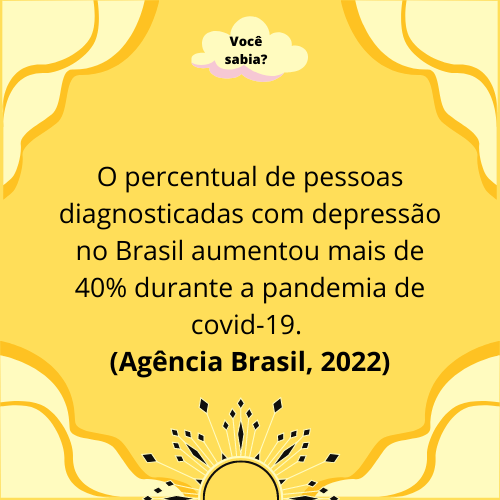 Você
sabia?
O percentual de pessoas
diagnosticadas com depressão
no Brasil aumentou mais de
40% durante a pandemia de
covid-19.
(Agência Brasil, 2022)